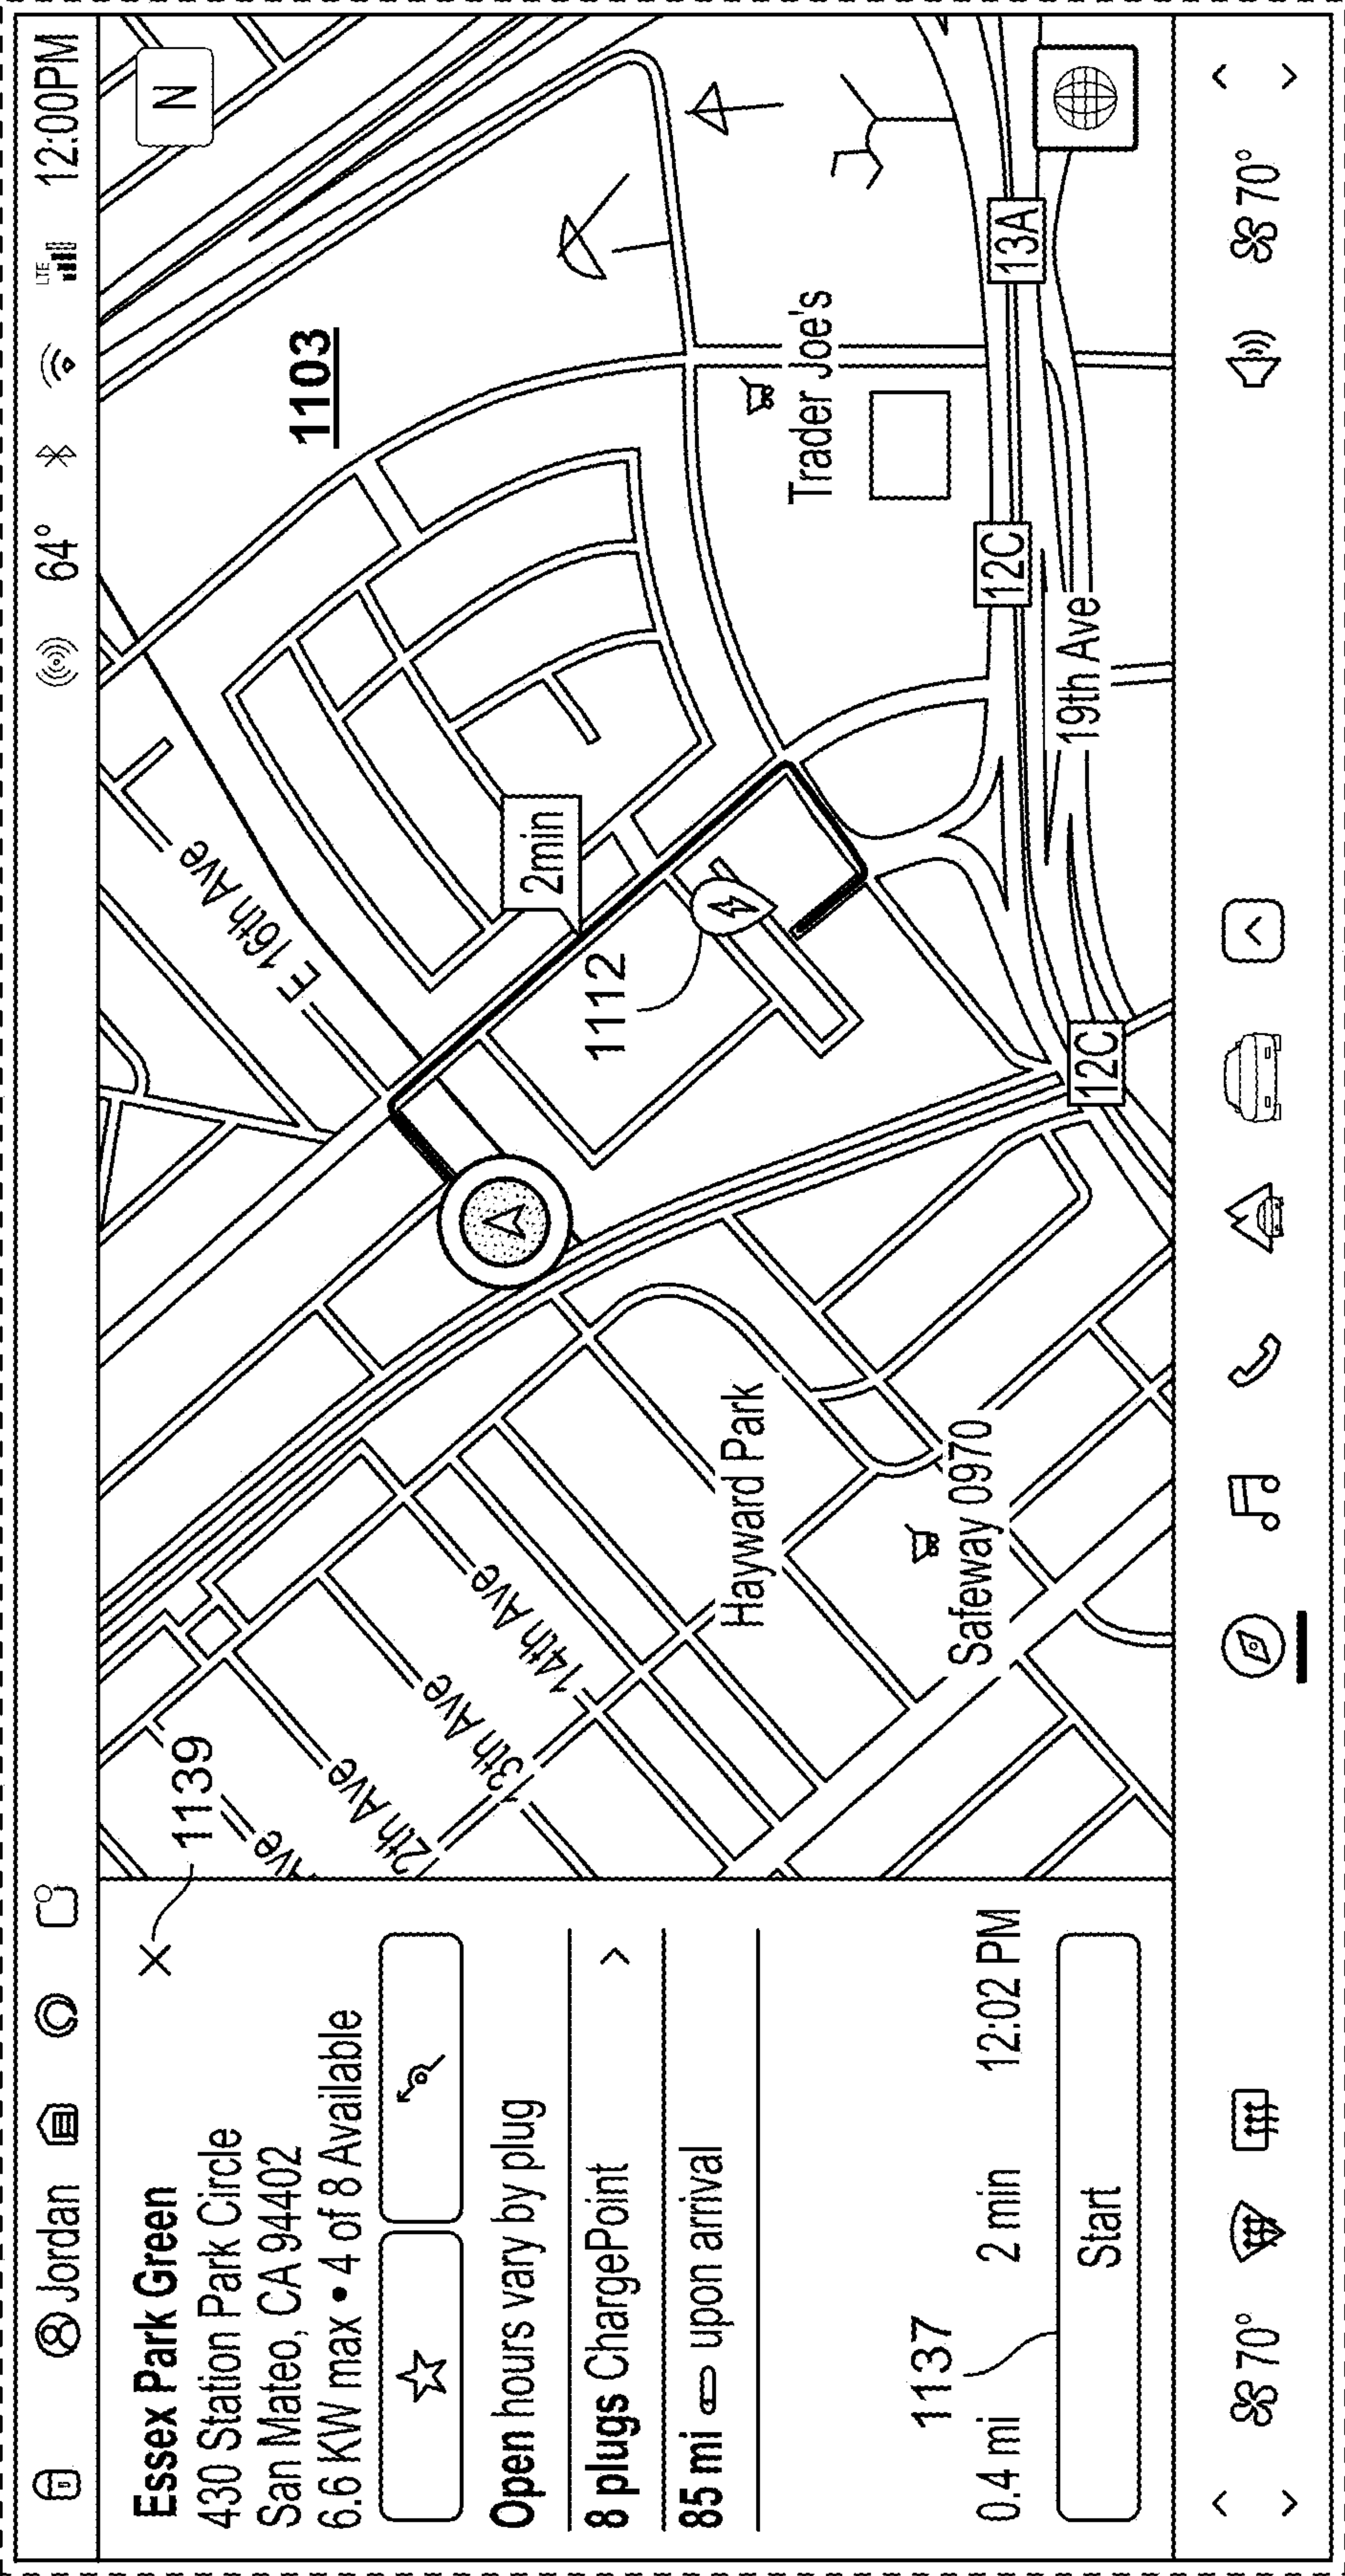 Jordan
64°
LTE
12:00PM
Essex Park Green
430 Station Park Circle
San Mateo, CA 94402
6.6 KW max • 4 of 8 Available
Open hours vary by plug
8 plugs ChargePoint
85 mi upon arrival
1137
0.4 mi 2 min 12:02 PM
Start
1139
N
1103
E 16th Ave
2min
1112
Ave
12th Ave
13th Ave
14th Ave
Hayward Park
Safeway 0970
Trader Joe's
12C
13A
19th Ave
12C
70°
70°